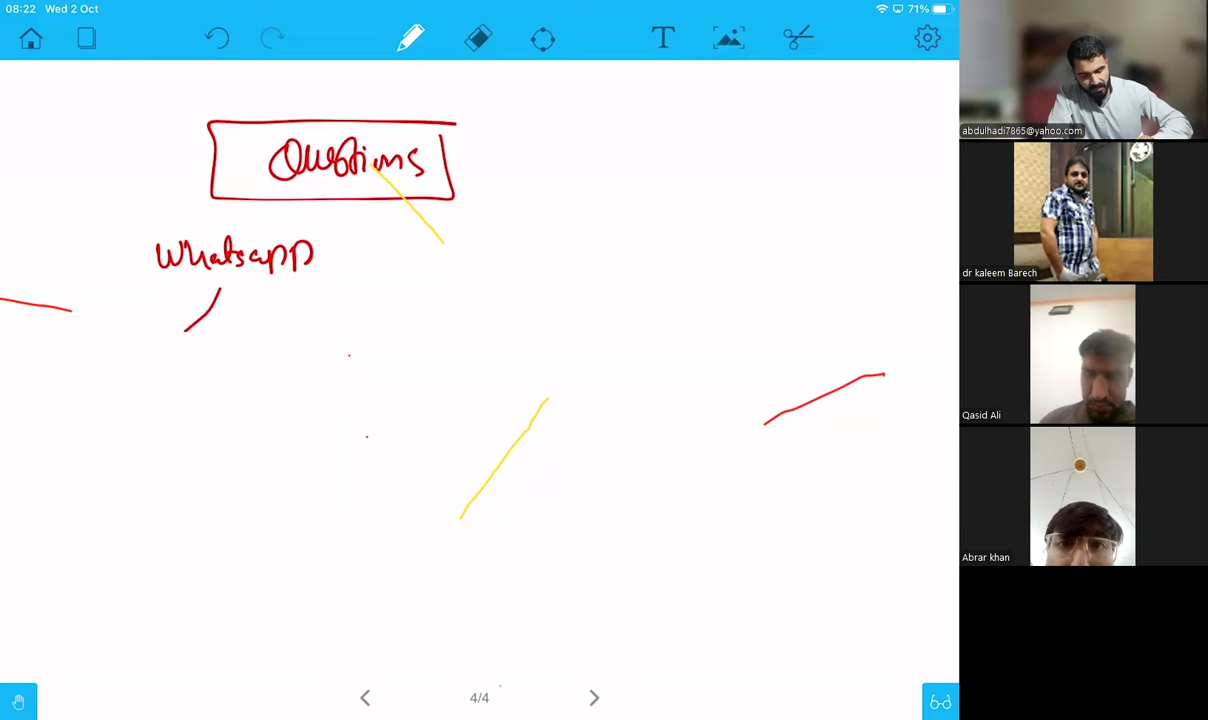 08:22 Wed 2 Oct
71%
T
Questions
Whatsapp
4/4
abdulhadi7865@yahoo.com
dr kaleem Barech
Qasid Ali
Abrar khan